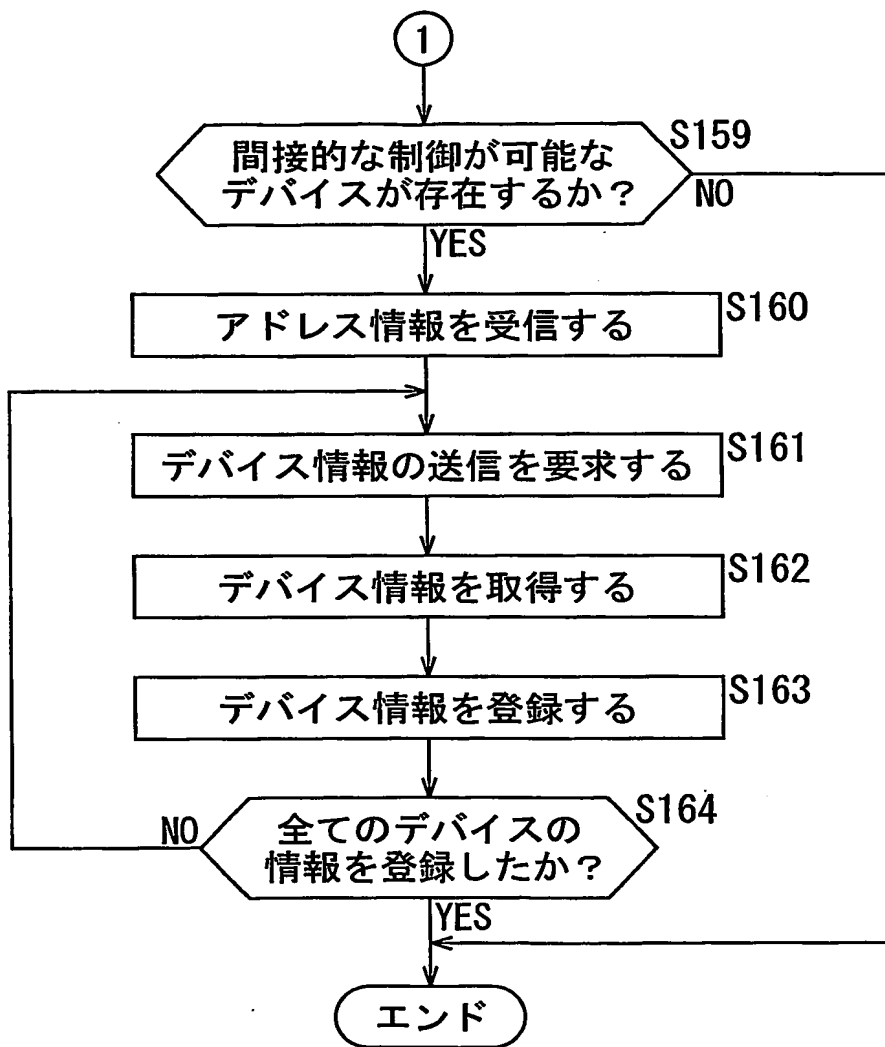 1
間接的な制御が可能な
デバイスが存在するか?
S159
NO
YES
アドレス情報を受信する
S160
デバイス情報の送信を要求する
S161
デバイス情報を取得する
S162
デバイス情報を登録する
S163
全てのデバイスの
情報を登録したか?
S164
NO
YES
エンド